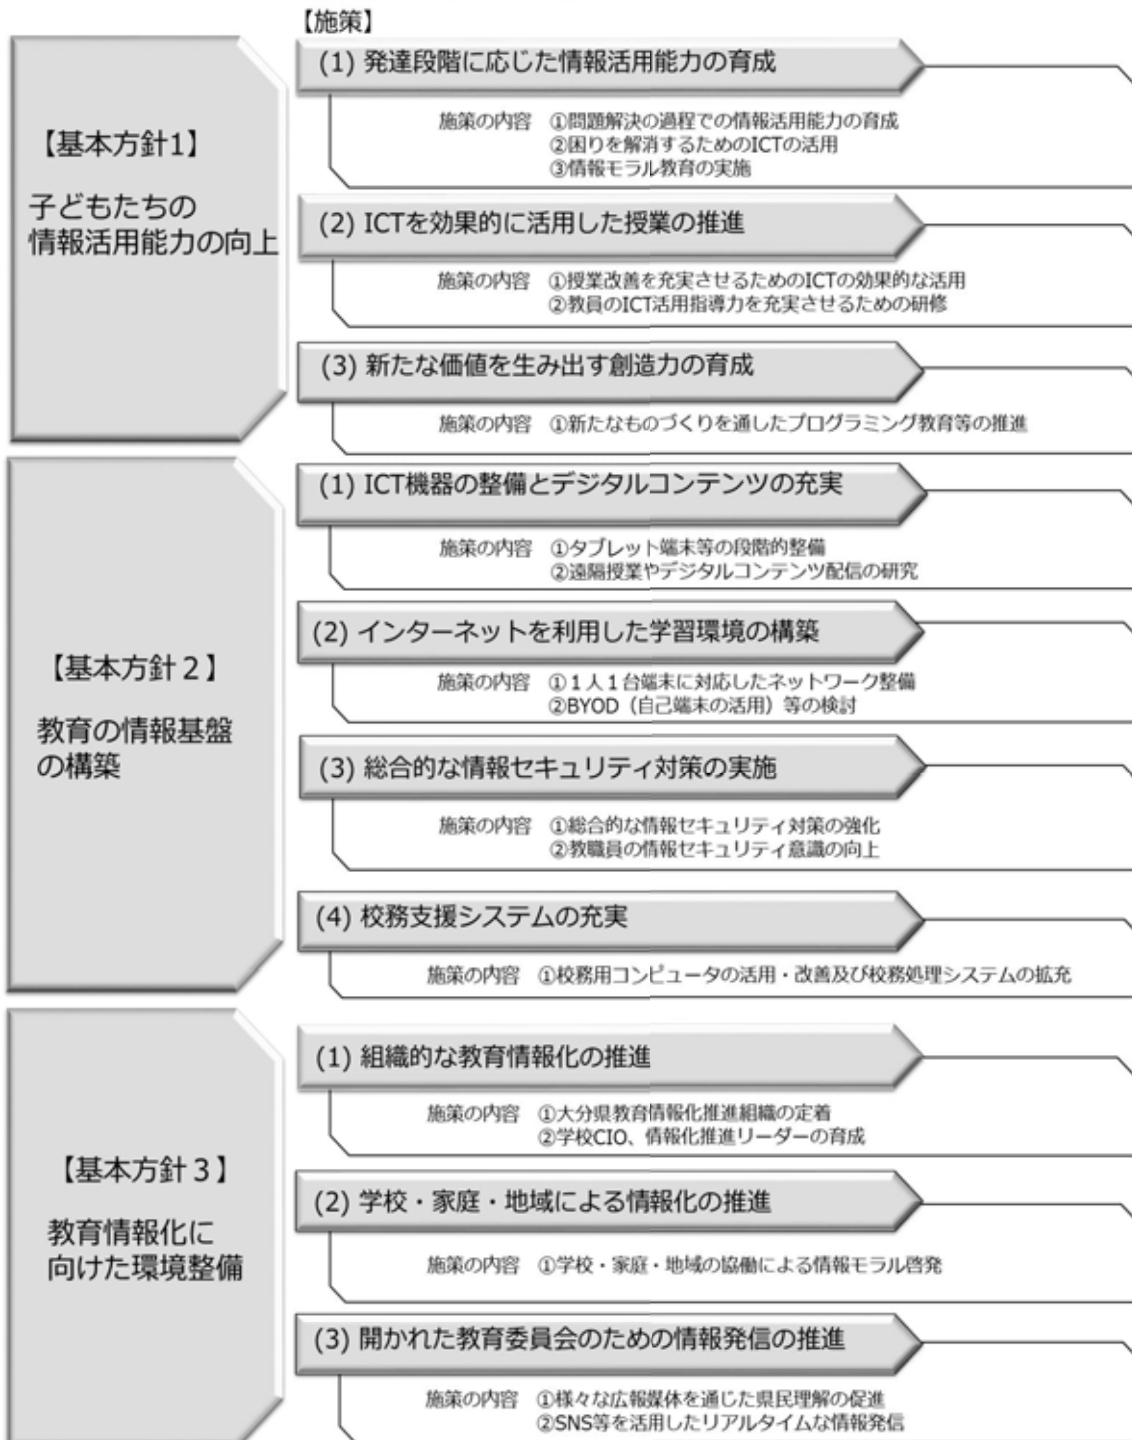 【施策】
【基本方針1】
子どもたちの
情報活用能力の向上
(1) 発達段階に応じた情報活用能力の育成
施策の内容 ①問題解決の過程での情報活用能力の育成
②困りを解消するためのICTの活用
③情報モラル教育の実施
(2) ICTを効果的に活用した授業の推進
施策の内容 ①授業改善を充実させるためのICTの効果的な活用
②教員のICT活用指導力を充実させるための研修
(3) 新たな価値を生み出す創造力の育成
施策の内容 ①新たなものづくりを通したプログラミング教育等の推進
【基本方針２】
教育の情報基盤
の構築
(1) ICT機器の整備とデジタルコンテンツの充実
施策の内容 ①タブレット端末等の段階的整備
②遠隔授業やデジタルコンテンツ配信の研究
(2) インターネットを利用した学習環境の構築
施策の内容 ①１人１台端末に対応したネットワーク整備
②BYOD（自己端末の活用）等の検討
(3) 総合的な情報セキュリティ対策の実施
施策の内容 ①総合的な情報セキュリティ対策の強化
②教職員の情報セキュリティ意識の向上
(4) 校務支援システムの充実
施策の内容 ①校務用コンピュータの活用・改善及び校務処理システムの拡充
【基本方針３】
教育情報化に
向けた環境整備
(1) 組織的な教育情報化の推進
施策の内容 ①大分県教育情報化推進組織の定着
②学校CIO、情報化推進リーダーの育成
(2) 学校・家庭・地域による情報化の推進
施策の内容 ①学校・家庭・地域の協働による情報モラル啓発
(3) 開かれた教育委員会のための情報発信の推進
施策の内容 ①様々な広報媒体を通じた県民理解の促進
②SNS等を活用したリアルタイムな情報発信